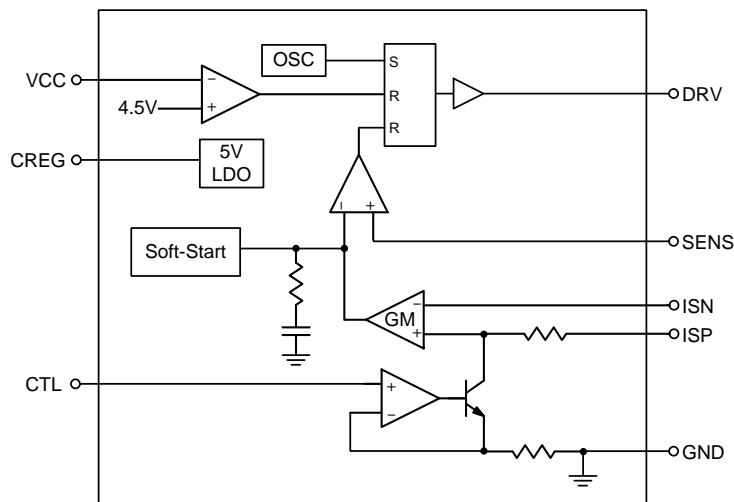 OSC
S
VCC
−
R
DRV
4.5V
+
R
CREG
5V
LDO
−
+
Soft-Start
SENS
ISN
−
GM
+
ISP
CTL
+
−
GND